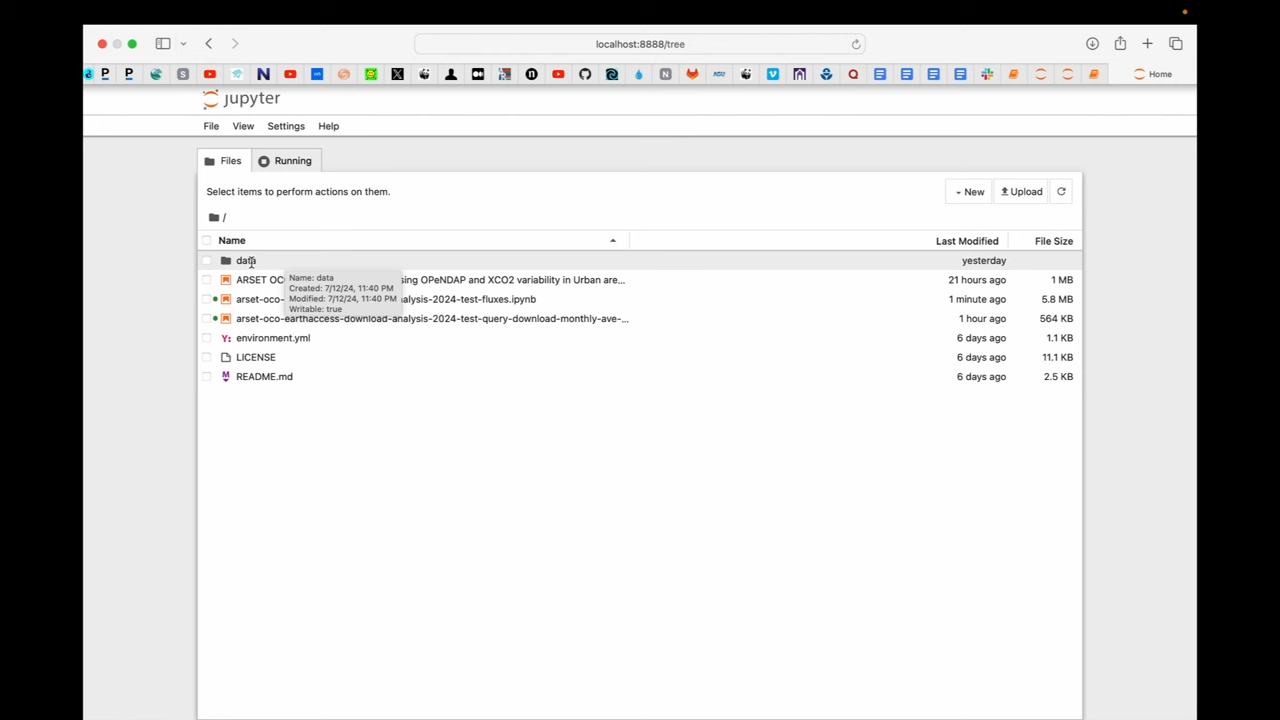 localhost:8888/tree
Home
jupyter
File View Settings Help
Files Running
Select items to perform actions on them.
New Upload
/
Name Last Modified File Size
data yesterday
Name: data
Created: 7/12/24, 11:40 PM
Modified: 7/12/24, 11:40 PM
Writable: true
ARSET OC sing OPeNDAP and XCO2 variability in Urban are... 21 hours ago 1 MB
arset-oco- alysis-2024-test-fluxes.ipynb 1 minute ago 5.8 MB
arset-oco-earthaccess-download-analysis-2024-test-query-download-monthly-ave-... 1 hour ago 564 KB
environment.yml 6 days ago 1.1 KB
LICENSE 6 days ago 11.1 KB
README.md 6 days ago 2.5 KB